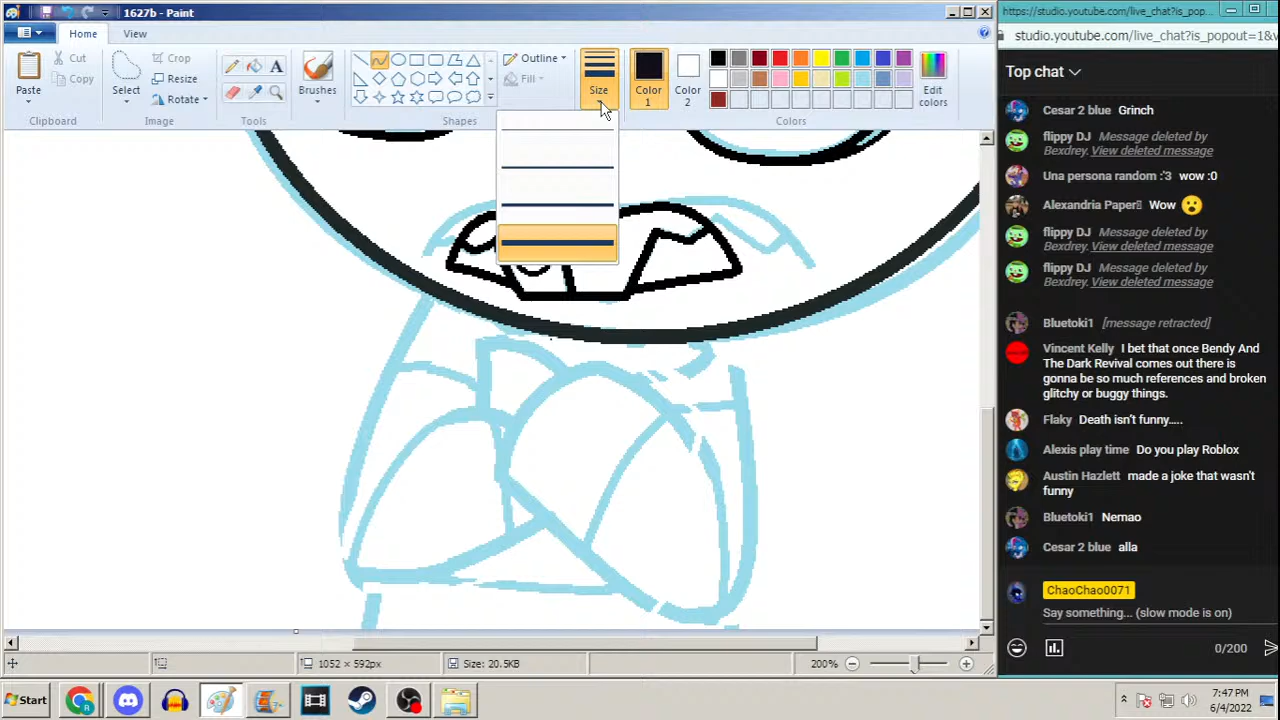 1627b - Paint
https://studio.youtube.com/live_chat?is_pop...
studio.youtube.com/live_chat?is_popout=1&v
Home
View
Paste
Cut
Copy
Clipboard
Select
Crop
Resize
Rotate
Image
Tools
Brushes
Shapes
Outline
Fill
Size
Color 1
Color 2
Edit colors
Colors
Top chat
Cesar 2 blue Grinch
flippy DJ Message deleted by
Bexdrey. View deleted message
Una persona random :'3 wow :0
Alexandria Paper Wow
flippy DJ Message deleted by
Bexdrey. View deleted message
flippy DJ Message deleted by
Bexdrey. View deleted message
Bluetoki1 [message retracted]
Vincent Kelly I bet that once Bendy And
The Dark Revival comes out there is
gonna be so much references and broken
glitchy or buggy things.
Flaky Death isn't funny.....
Alexis play time Do you play Roblox
Austin Hazlett made a joke that wasn't
funny
Bluetoki1 Nemao
Cesar 2 blue alla
ChaoChao0071
Say something... (slow mode is on)
0/200
1052 × 592px
Size: 20.5KB
200%
Start
7:47 PM
6/4/2022